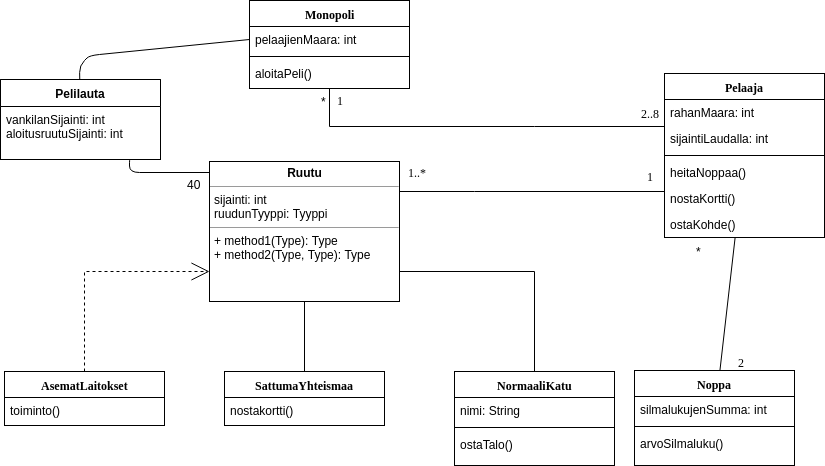 Monopoli
pelaajienMaara: int
aloitaPeli()
Pelilauta
vankilanSijainti: int
aloitusruutuSijainti: int
*
1
2..8
Pelaaja
rahanMaara: int
sijaintiLaudalla: int
heitaNoppaa()
nostaKortti()
ostaKohde()
40
Ruutu
sijainti: int
ruudunTyyppi: Tyyppi
+ method1(Type): Type
+ method2(Type, Type): Type
1..*
1
*
2
AsematLaitokset
toiminto()
SattumaYhteismaa
nostakortti()
NormaaliKatu
nimi: String
ostaTalo()
Noppa
silmalukujenSumma: int
arvoSilmaluku()